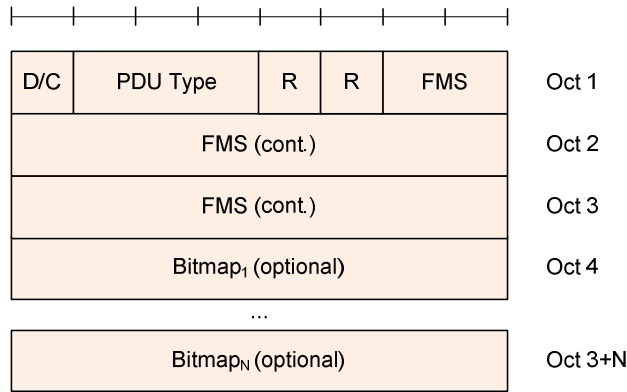 D/C PDU Type R R FMS Oct 1
FMS (cont.) Oct 2
FMS (cont.) Oct 3
Bitmap₁ (optional) Oct 4
...
Bitmap_N (optional) Oct 3+N